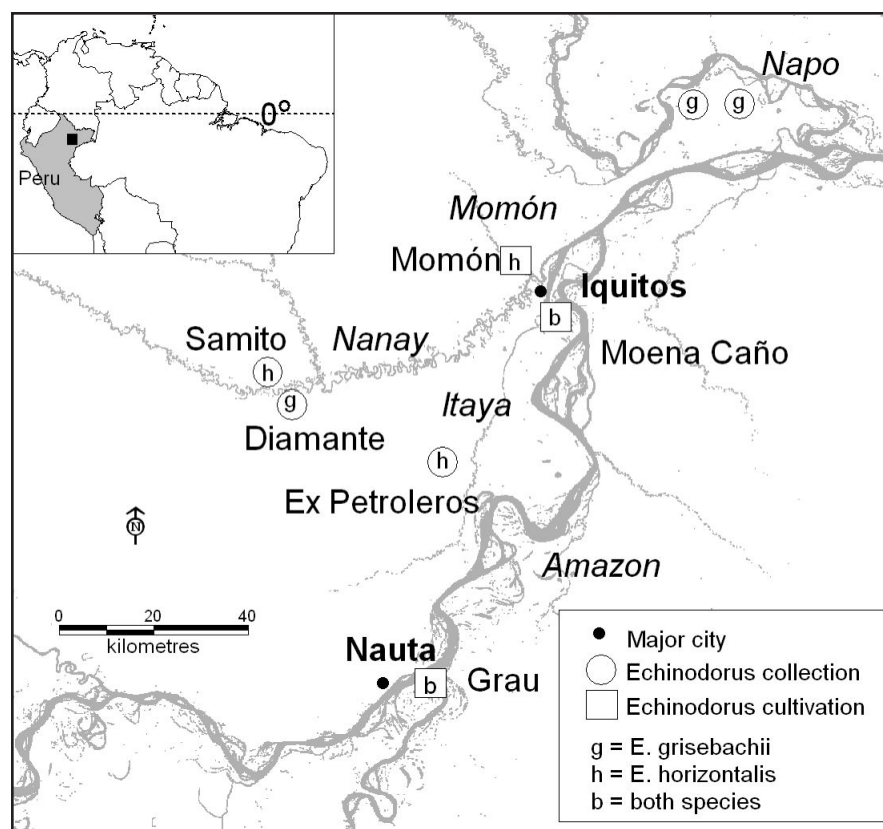 0°
Peru
Napo
g
g
Momón
Momón
h
Iquitos
b
Samito
Nanay
Moena Caño
h
g
Itaya
Diamante
h
Ex Petroleros
N
Amazon
0 20 40
kilometres
Nauta
b
Grau
Major city
Echinodorus collection
Echinodorus cultivation
g = E. grisebachii
h = E. horizontalis
b = both species